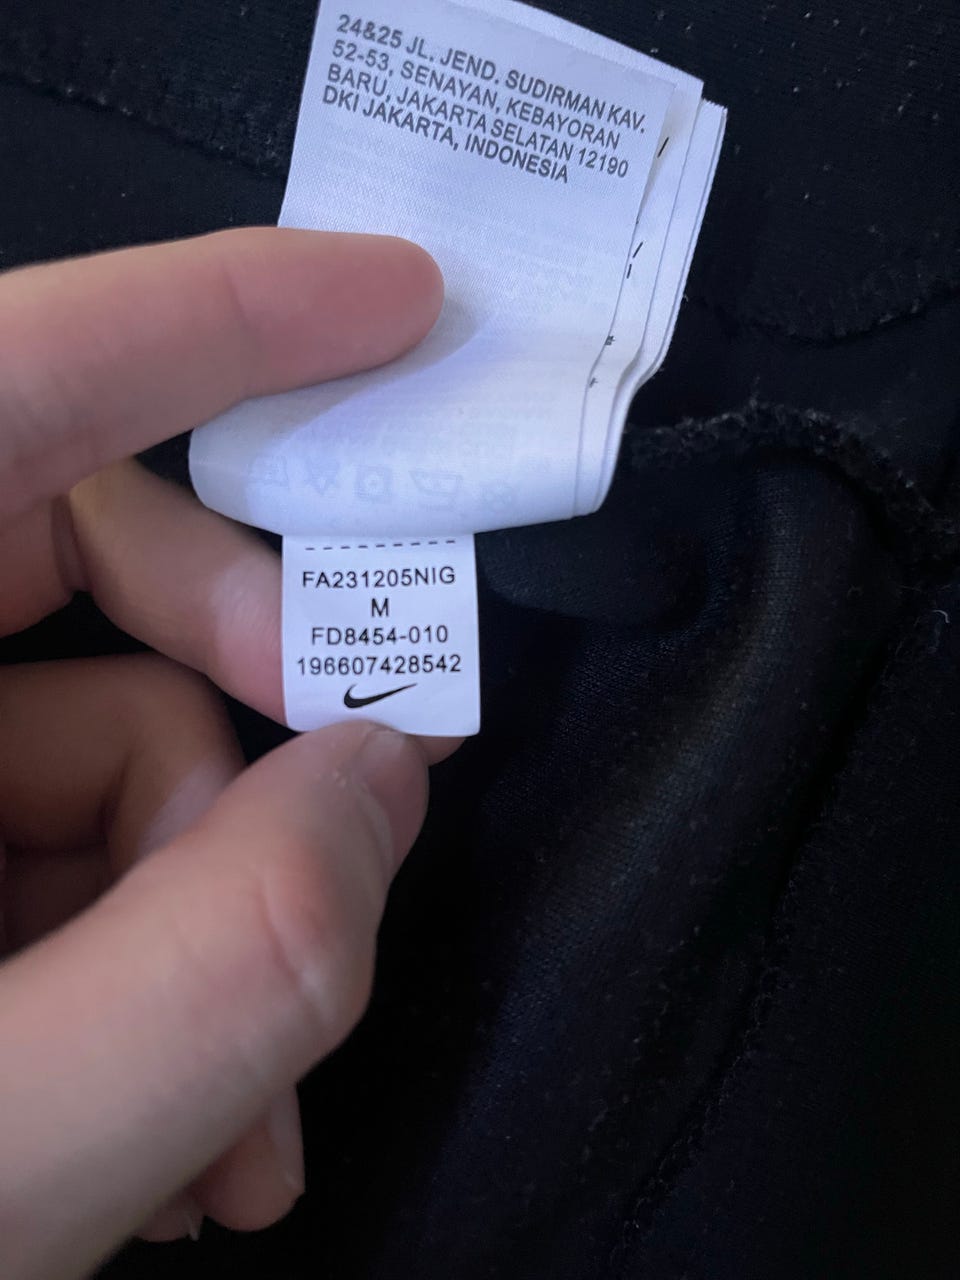 24&25 JL. JEND. SUDIRMAN KAV.
52-53, SENAYAN, KEBAYORAN
BARU, JAKARTA SELATAN 12190
DKI JAKARTA, INDONESIA
FA231205NIG
M
FD8454-010
196607428542